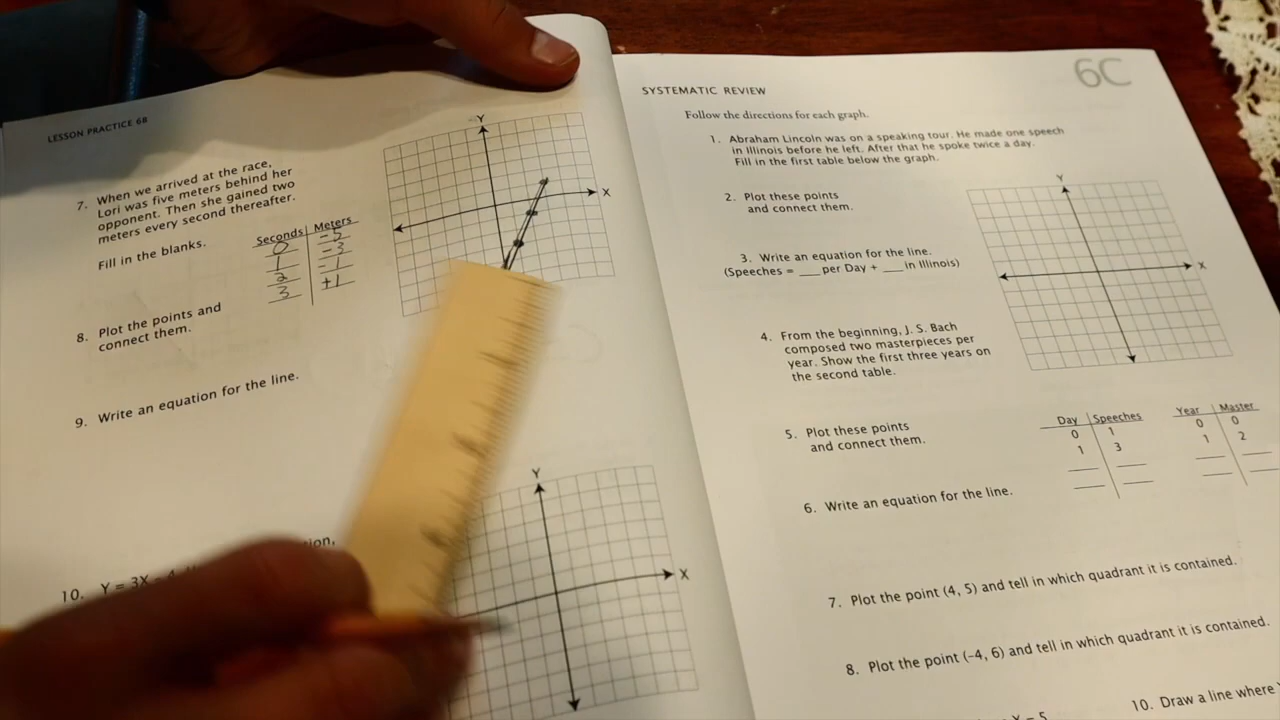 LESSON PRACTICE 6B
7. When we arrived at the race,
Lori was five meters behind her
opponent. Then she gained two
meters every second thereafter.
Fill in the blanks.
Seconds Meters
0 -5
1 -3
2 -1
3 +1
8. Plot the points and
connect them.
9. Write an equation for the line.
Y
X
10. Y = 3X – 4
Y
X
6C
SYSTEMATIC REVIEW
Follow the directions for each graph.
1. Abraham Lincoln was on a speaking tour. He made one speech
in Illinois before he left. After that he spoke twice a day.
Fill in the first table below the graph.
2. Plot these points
and connect them.
3. Write an equation for the line.
(Speeches = ___ per Day + ___ in Illinois)
Y
X
4. From the beginning, J. S. Bach
composed two masterpieces per
year. Show the first three years on
the second table.
5. Plot these points
and connect them.
6. Write an equation for the line.
Day Speeches
0 1
1 3
Year Master
0 0
1 2
7. Plot the point (4, 5) and tell in which quadrant it is contained.
8. Plot the point (–4, 6) and tell in which quadrant it is contained.
10. Draw a line where